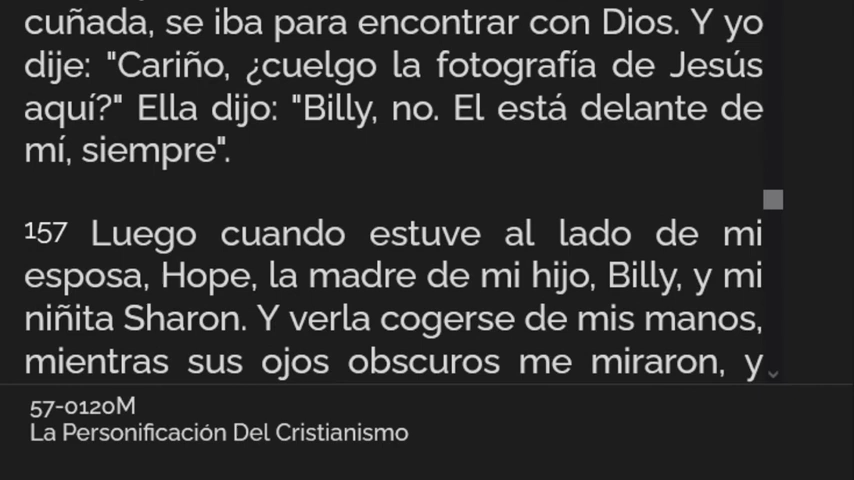 cuñada, se iba para encontrar con Dios. Y yo
dije: "Cariño, ¿cuelgo la fotografía de Jesús
aquí?" Ella dijo: "Billy, no. El está delante de
mí, siempre".
157 Luego cuando estuve al lado de mi
esposa, Hope, la madre de mi hijo, Billy, y mi
niñita Sharon. Y verla cogerse de mis manos,
mientras sus ojos obscuros me miraron, y
57-0120M
La Personificación Del Cristianismo